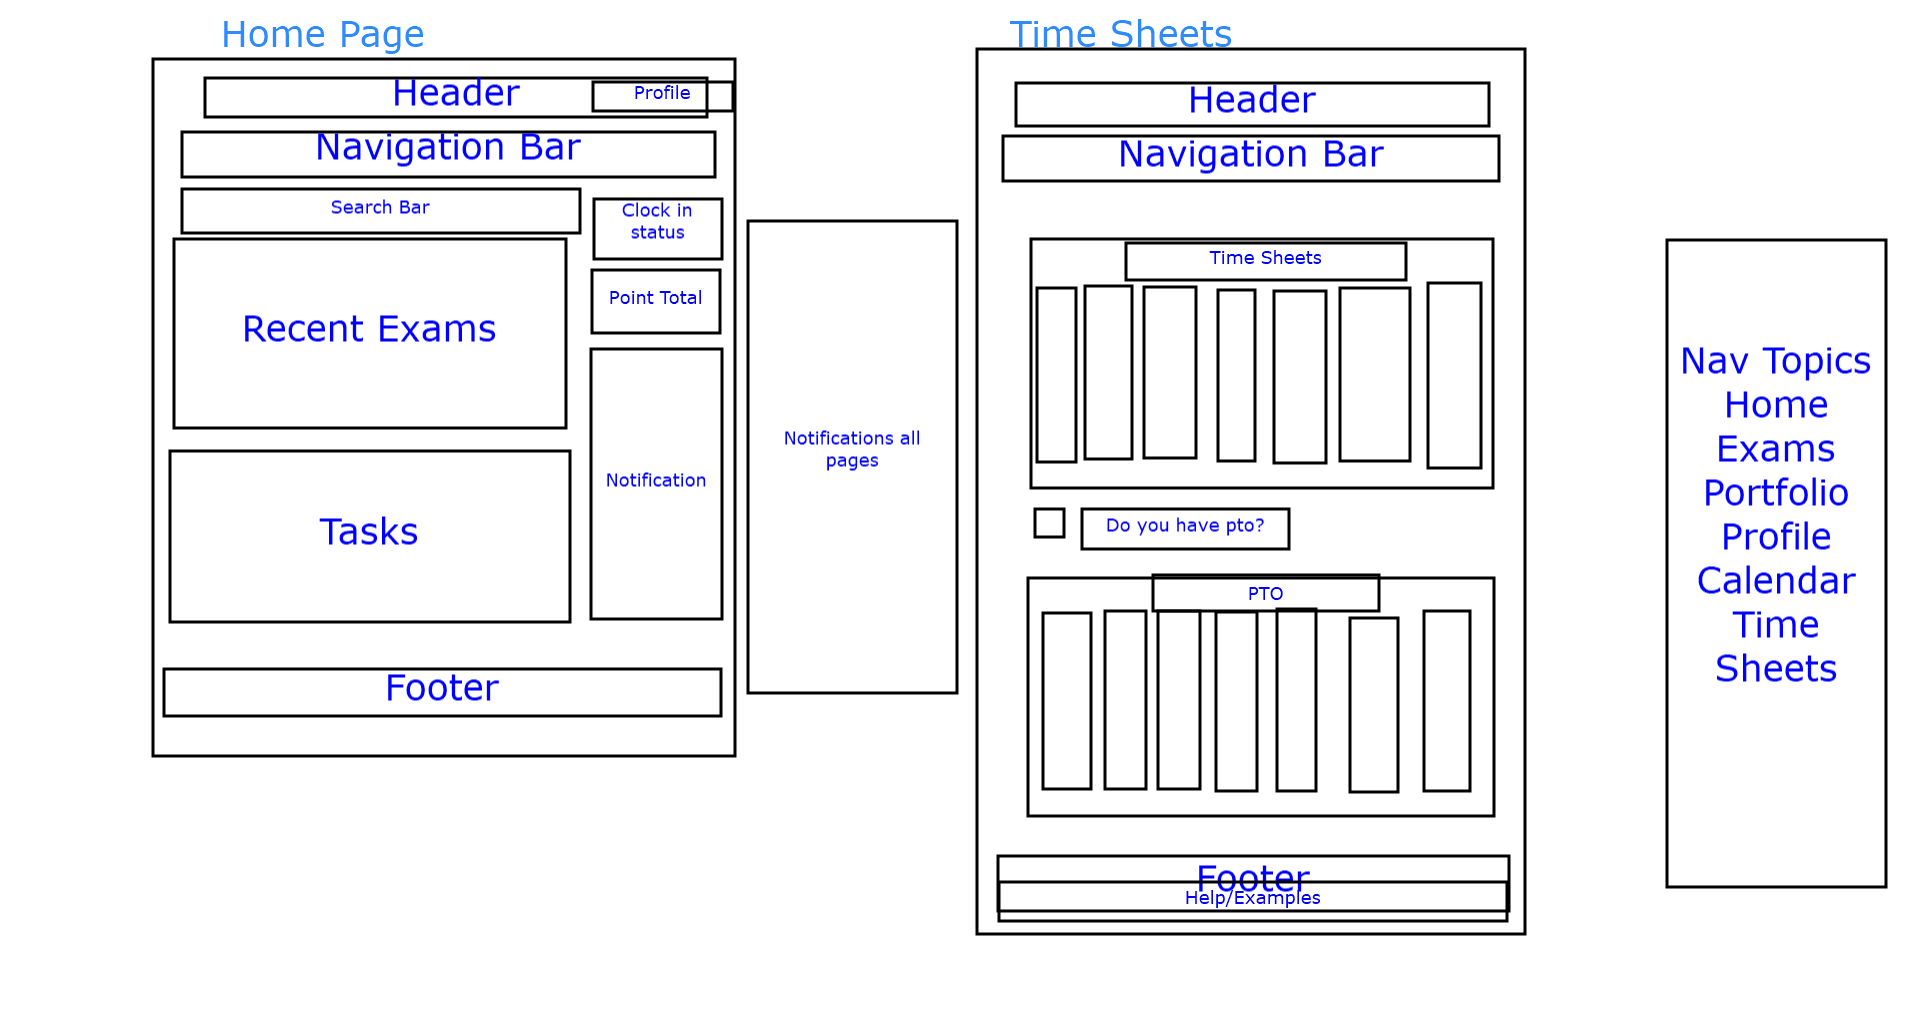 Home Page
Header
Profile
Navigation Bar
Search Bar
Clock in
status
Point Total
Recent Exams
Notification
Tasks
Footer
Notifications all
pages
Time Sheets
Header
Navigation Bar
Time Sheets
Do you have pto?
PTO
Footer
Help/Examples
Nav Topics
Home
Exams
Portfolio
Profile
Calendar
Time
Sheets